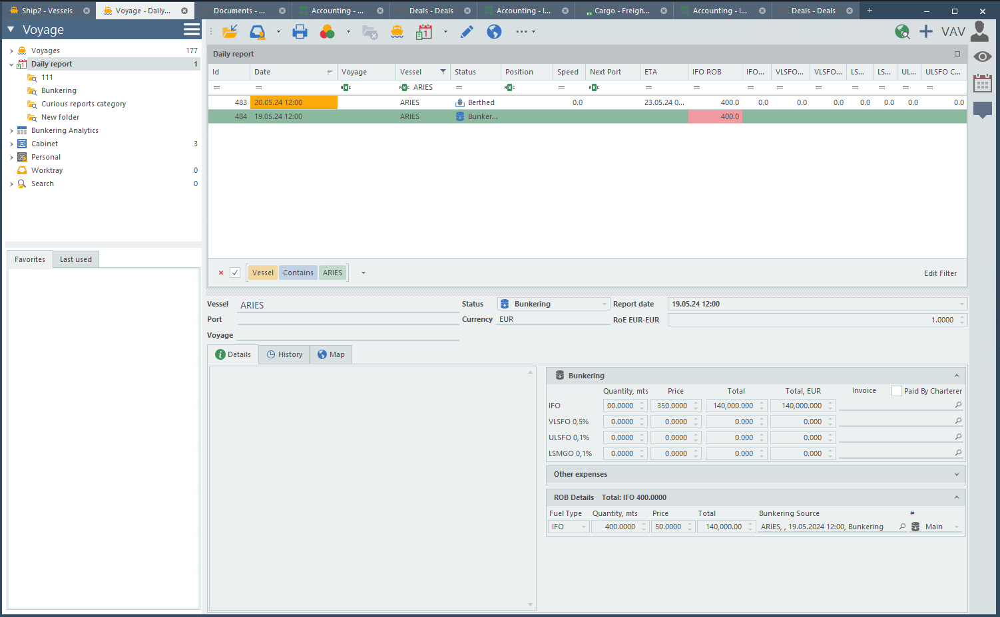 Ship2 - Vessels
Voyage - Daily...
Documents - ...
Accounting - ...
Deals - Deals
Accounting - I...
Cargo - Freigh...
Accounting - I...
Deals - Deals
Voyage
VAV
Voyages 177
Daily report 1
111
Bunkering
Curious reports category
New folder
Bunkering Analytics
Cabinet 3
Personal
Worktray 0
Search 0
Favorites Last used
Daily report
Id Date Voyage Vessel Status Position Speed Next Port ETA IFO ROB IFO... VLSFO... VLSFO... LS... LS... UL... ULSFO C...
= = ABC ABC ARIES = ABC = ABC = = = = = = = = =
483 20.05.24 12:00 ARIES Berthed 0.0 23.05.24 0... 400.0 0.0 0.0 0.0 0.0 0.0 0.0 0.0
484 19.05.24 12:00 ARIES Bunker... 400.0
Vessel Contains ARIES Edit Filter
Vessel ARIES Status Bunkering Report date 19.05.24 12:00
Port Currency EUR RoE EUR-EUR 1.0000
Voyage
Details History Map
Bunkering
Quantity, mts Price Total Total, EUR Invoice Paid By Charterer
IFO 00.0000 350.0000 140,000.000 140,000.000
VLSFO 0,5% 0.0000 0.0000 0.000 0.000
ULSFO 0,1% 0.0000 0.0000 0.000 0.000
LSMGO 0,1% 0.0000 0.0000 0.000 0.000
Other expenses
ROB Details Total: IFO 400.0000
Fuel Type Quantity, mts Price Total Bunkering Source #
IFO 400.0000 50.0000 140,000.00 ARIES, , 19.05.2024 12:00, Bunkering Main